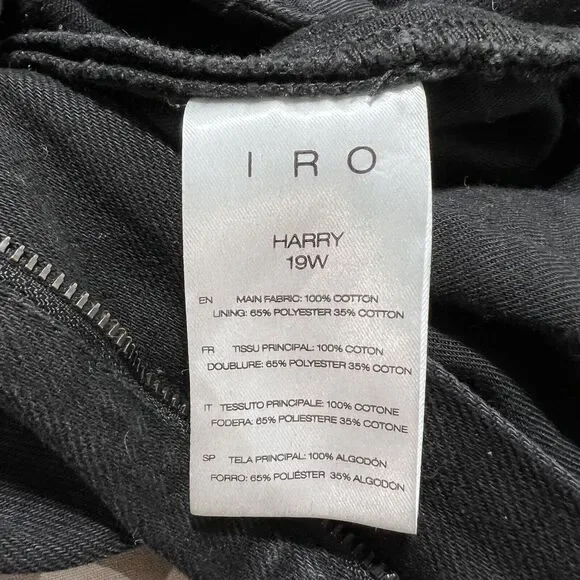 IRO
HARRY
19W
EN MAIN FABRIC: 100% COTTON
LINING: 65% POLYESTER 35% COTTON
FR TISSU PRINCIPAL: 100% COTON
DOUBLURE: 65% POLYESTER 35% COTON
IT TESSUTO PRINCIPALE: 100% COTONE
FODERA: 65% POLIESTERE 35% COTONE
SP TELA PRINCIPAL: 100% ALGODÓN
FORRO: 65% POLIÉSTER 35% ALGODÓN